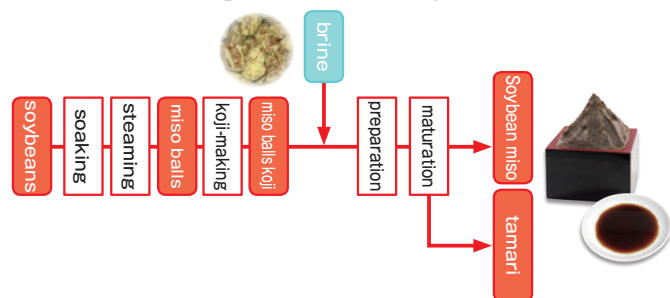 brine
soybeans
soaking
steaming
miso balls
koji-making
miso balls koji
preparation
maturation
Soybean miso
tamari